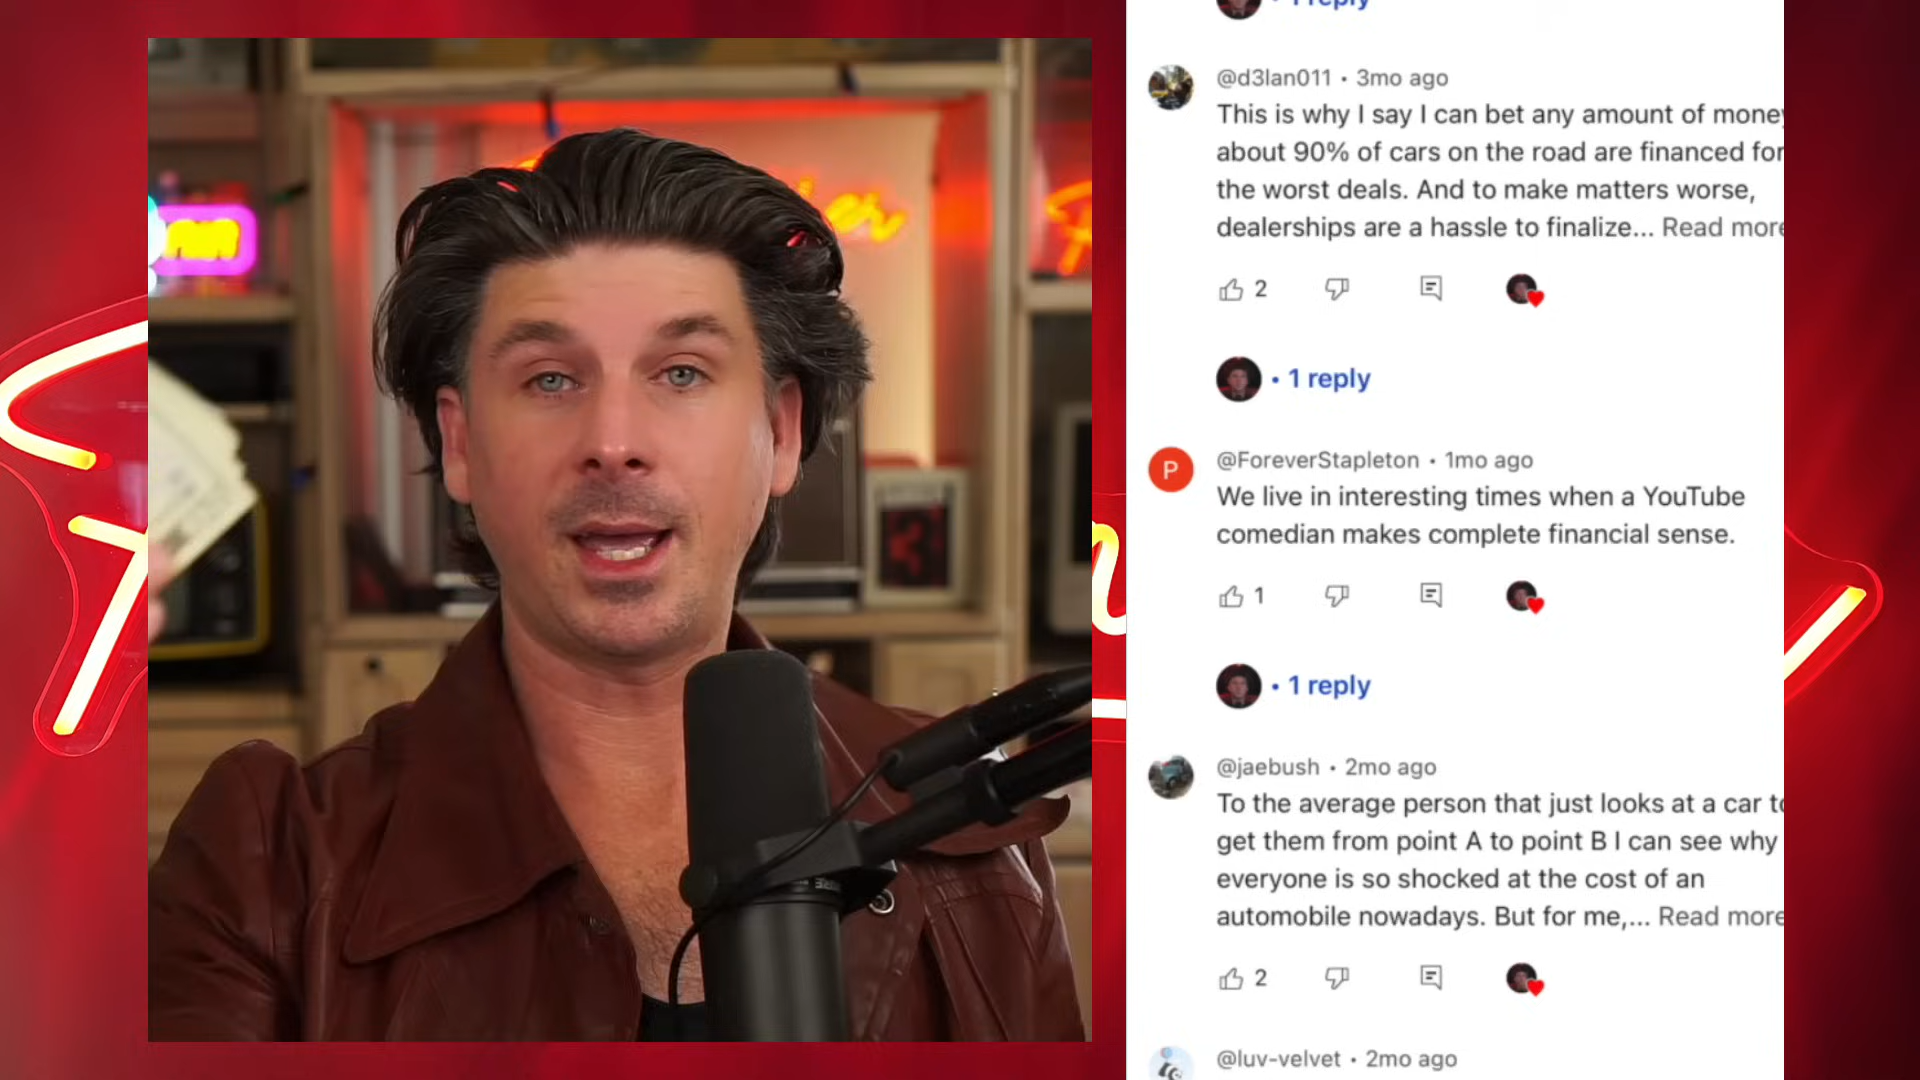 1 reply
@d3lan011 • 3mo ago
This is why I say I can bet any amount of money
about 90% of cars on the road are financed for
the worst deals. And to make matters worse,
dealerships are a hassle to finalize... Read more
2
• 1 reply
P
@ForeverStapleton • 1mo ago
We live in interesting times when a YouTube
comedian makes complete financial sense.
1
• 1 reply
@jaebush • 2mo ago
To the average person that just looks at a car to
get them from point A to point B I can see why
everyone is so shocked at the cost of an
automobile nowadays. But for me,... Read more
2
@luv-velvet • 2mo ago